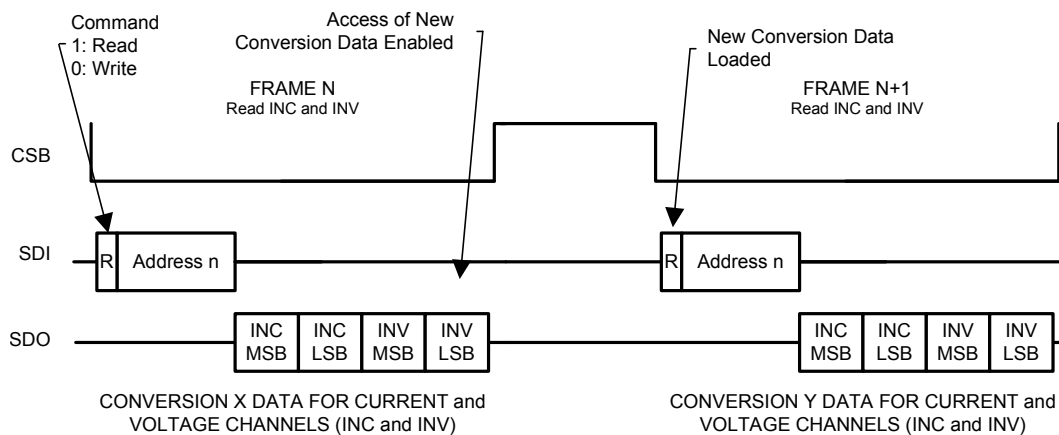 Command
1: Read
0: Write
Access of New
Conversion Data Enabled
New Conversion Data
Loaded
FRAME N
Read INC and INV
FRAME N+1
Read INC and INV
CSB
SDI
R
Address n
R
Address n
SDO
INC
MSB
INC
LSB
INV
MSB
INV
LSB
INC
MSB
INC
LSB
INV
MSB
INV
LSB
CONVERSION X DATA FOR CURRENT and
VOLTAGE CHANNELS (INC and INV)
CONVERSION Y DATA FOR CURRENT and
VOLTAGE CHANNELS (INC and INV)